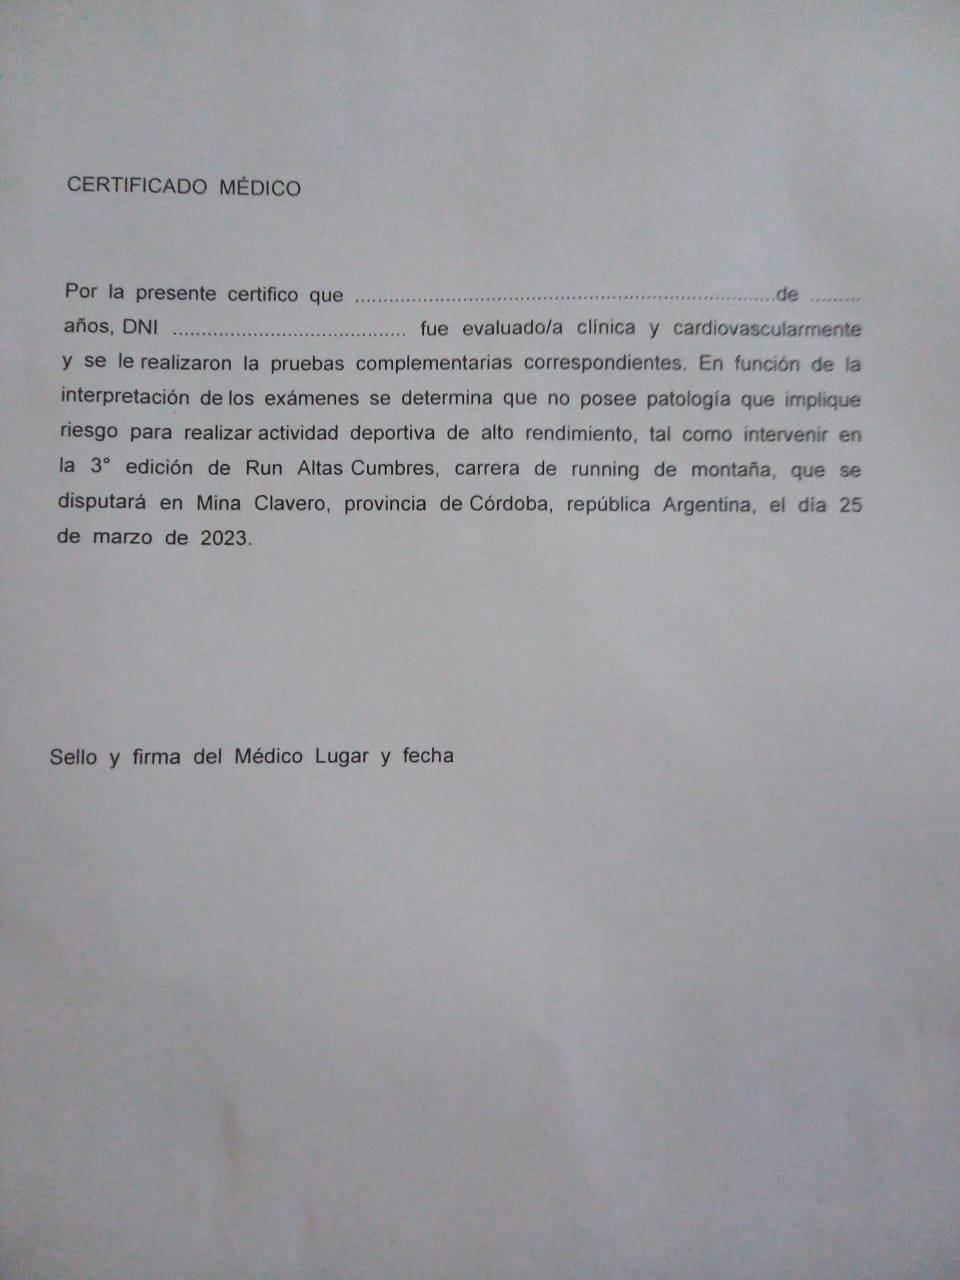 CERTIFICADO MÉDICO
Por la presente certifico que ..........................................................................de .........
años, DNI ......................................... fue evaluado/a clínica y cardiovascularmente
y se le realizaron la pruebas complementarias correspondientes. En función de la
interpretación de los exámenes se determina que no posee patología que implique
riesgo para realizar actividad deportiva de alto rendimiento, tal como intervenir en
la 3° edición de Run Altas Cumbres, carrera de running de montaña, que se
disputará en Mina Clavero, provincia de Córdoba, república Argentina, el día 25
de marzo de 2023.
Sello y firma del Médico Lugar y fecha